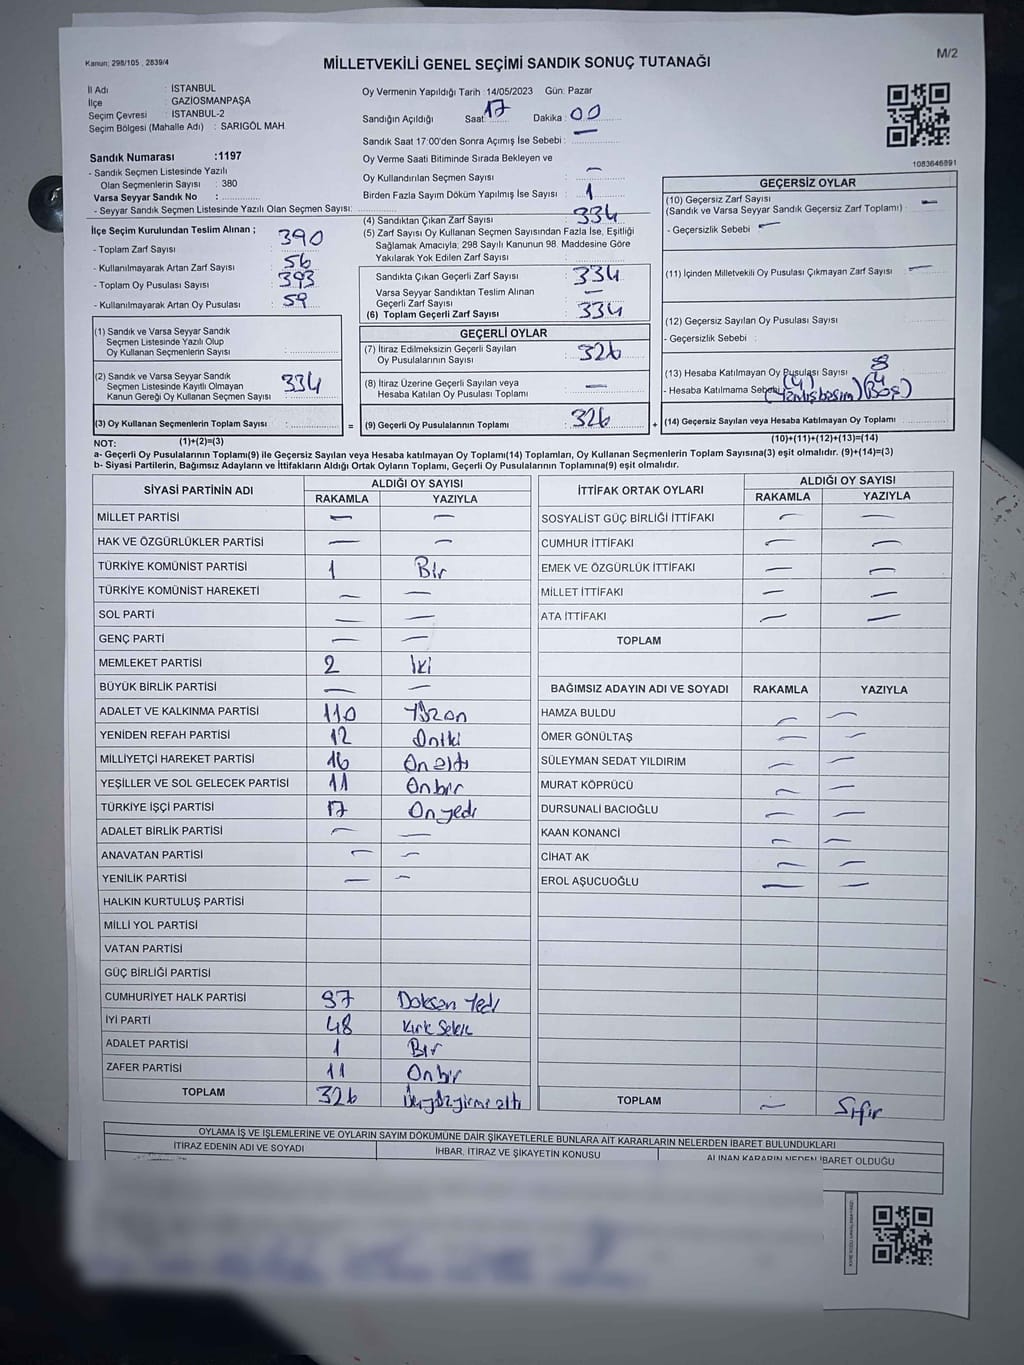 Kanun; 298/105 , 2839/4
MİLLETVEKİLİ GENEL SEÇİMİ SANDIK SONUÇ TUTANAĞI
M/2
İl Adı : İSTANBUL
İlçe GAZİOSMANPAŞA
Seçim Çevresi : İSTANBUL-2
Seçim Bölgesi (Mahalle Adı) : SARIGÖL MAH
Sandık Numarası :1197
- Sandık Seçmen Listesinde Yazılı
Olan Seçmenlerin Sayısı : 380
Varsa Seyyar Sandık No :
- Seyyar Sandık Seçmen Listesinde Yazılı Olan Seçmen Sayısı:
İlçe Seçim Kurulundan Teslim Alınan ;
- Toplam Zarf Sayısı 390
- Kullanılmayarak Artan Zarf Sayısı 56
- Toplam Oy Pusulası Sayısı 393
- Kullanılmayarak Artan Oy Pusulası 59
(1) Sandık ve Varsa Seyyar Sandık
Seçmen Listesinde Yazılı Olup
Oy Kullanan Seçmenlerin Sayısı
(2) Sandık ve Varsa Seyyar Sandık
Seçmen Listesinde Kayıtlı Olmayan
Kanun Gereği Oy Kullanan Seçmen Sayısı 334
(3) Oy Kullanan Seçmenlerin Toplam Sayısı : =
Oy Vermenin Yapıldığı Tarih : 14/05/2023 Gün: Pazar
Sandığın Açıldığı Saat: 17 Dakika : 00
Sandık Saat 17:00'den Sonra Açımış İse Sebebi : —
Oy Verme Saati Bitiminde Sırada Bekleyen ve
Oy Kullandırılan Seçmen Sayısı : —
Birden Fazla Sayım Döküm Yapılmış İse Sayısı : 1
(4) Sandıktan Çıkan Zarf Sayısı 334
(5) Zarf Sayısı Oy Kullanan Seçmen Sayısından Fazla İse, Eşitliği
Sağlamak Amacıyla; 298 Sayılı Kanunun 98. Maddesine Göre
Yakılarak Yok Edilen Zarf Sayısı
Sandıkta Çıkan Geçerli Zarf Sayısı 334
Varsa Seyyar Sandıktan Teslim Alınan
Geçerli Zarf Sayısı —
(6) Toplam Geçerli Zarf Sayısı : 334
GEÇERLİ OYLAR
(7) İtiraz Edilmeksizin Geçerli Sayılan
Oy Pusulalarının Sayısı : 326
(8) İtiraz Üzerine Geçerli Sayılan veya
Hesaba Katılan Oy Pusulası Toplamı : —
(9) Geçerli Oy Pusulalarının Toplamı : 326 +
1083646891
GEÇERSİZ OYLAR
(10) Geçersiz Zarf Sayısı
(Sandık ve Varsa Seyyar Sandık Geçersiz Zarf Toplamı) : —
- Geçersizlik Sebebi : —
(11) İçinden Milletvekili Oy Pusulası Çıkmayan Zarf Sayısı : —
(12) Geçersiz Sayılan Oy Pusulası Sayısı
- Geçersizlik Sebebi :
(13) Hesaba Katılmayan Oy Pusulası Sayısı 8
- Hesaba Katılmama (4) (4) (Boş)
(14) Geçersiz Sayılan veya Hesaba Katılmayan Oy Toplamı
NOT: (1)+(2)=(3) (10)+(11)+(12)+(13)=(14)
a- Geçerli Oy Pusulalarının Toplamı(9) ile Geçersiz Sayılan veya Hesaba katılmayan Oy Toplamı(14) Toplamları, Oy Kullanan Seçmenlerin Toplam Sayısına(3) eşit olmalıdır. (9)+(14)=(3)
b- Siyasi Partilerin, Bağımsız Adayların ve İttifakların Aldığı Ortak Oyların Toplamı, Geçerli Oy Pusulalarının Toplamına(9) eşit olmalıdır.
SİYASİ PARTİNİN ADI ALDIĞI OY SAYISI
RAKAMLA YAZIYLA
MİLLET PARTİSİ — —
HAK VE ÖZGÜRLÜKLER PARTİSİ — —
TÜRKİYE KOMÜNİST PARTİSİ 1 Bir
TÜRKİYE KOMÜNİST HAREKETİ — —
SOL PARTİ — —
GENÇ PARTİ — —
MEMLEKET PARTİSİ 2 İki
BÜYÜK BİRLİK PARTİSİ — —
ADALET VE KALKINMA PARTİSİ 110 Yüzon
YENİDEN REFAH PARTİSİ 12 Oniki
MİLLİYETÇİ HAREKET PARTİSİ 16 On altı
YEŞİLLER VE SOL GELECEK PARTİSİ 11 Onbir
TÜRKİYE İŞÇİ PARTİSİ 17 On yedi
ADALET BİRLİK PARTİSİ — —
ANAVATAN PARTİSİ — —
YENİLİK PARTİSİ — —
HALKIN KURTULUŞ PARTİSİ
MİLLİ YOL PARTİSİ
VATAN PARTİSİ
GÜÇ BİRLİĞİ PARTİSİ
CUMHURİYET HALK PARTİSİ 97 Doksan Yedi
İYİ PARTİ 48 Kırk Sekiz
ADALET PARTİSİ 1 Bir
ZAFER PARTİSİ 11 Onbir
TOPLAM 326 Üçyüzyirmi altı
İTTİFAK ORTAK OYLARI ALDIĞI OY SAYISI
RAKAMLA YAZIYLA
SOSYALİST GÜÇ BİRLİĞİ İTTİFAKI — —
CUMHUR İTTİFAKI — —
EMEK VE ÖZGÜRLÜK İTTİFAKI — —
MİLLET İTTİFAKI — —
ATA İTTİFAKI — —
TOPLAM
BAĞIMSIZ ADAYIN ADI VE SOYADI RAKAMLA YAZIYLA
HAMZA BULDU — —
ÖMER GÖNÜLTAŞ — —
SÜLEYMAN SEDAT YILDIRIM — —
MURAT KÖPRÜCÜ — —
DURSUNALİ BACIOĞLU — —
KAAN KONANCİ — —
CİHAT AK — —
EROL AŞUCUOĞLU — —
TOPLAM — Sıfır
OYLAMA İŞ VE İŞLEMLERİNE VE OYLARIN SAYIM DÖKÜMÜNE DAİR ŞİKAYETLERLE BUNLARA AİT KARARLARIN NELERDEN İBARET BULUNDUKLARI
İTİRAZ EDENİN ADI VE SOYADI İHBAR, İTİRAZ VE ŞİKAYETİN KONUSU ALINAN KARARIN NEDEN İBARET OLDUĞU